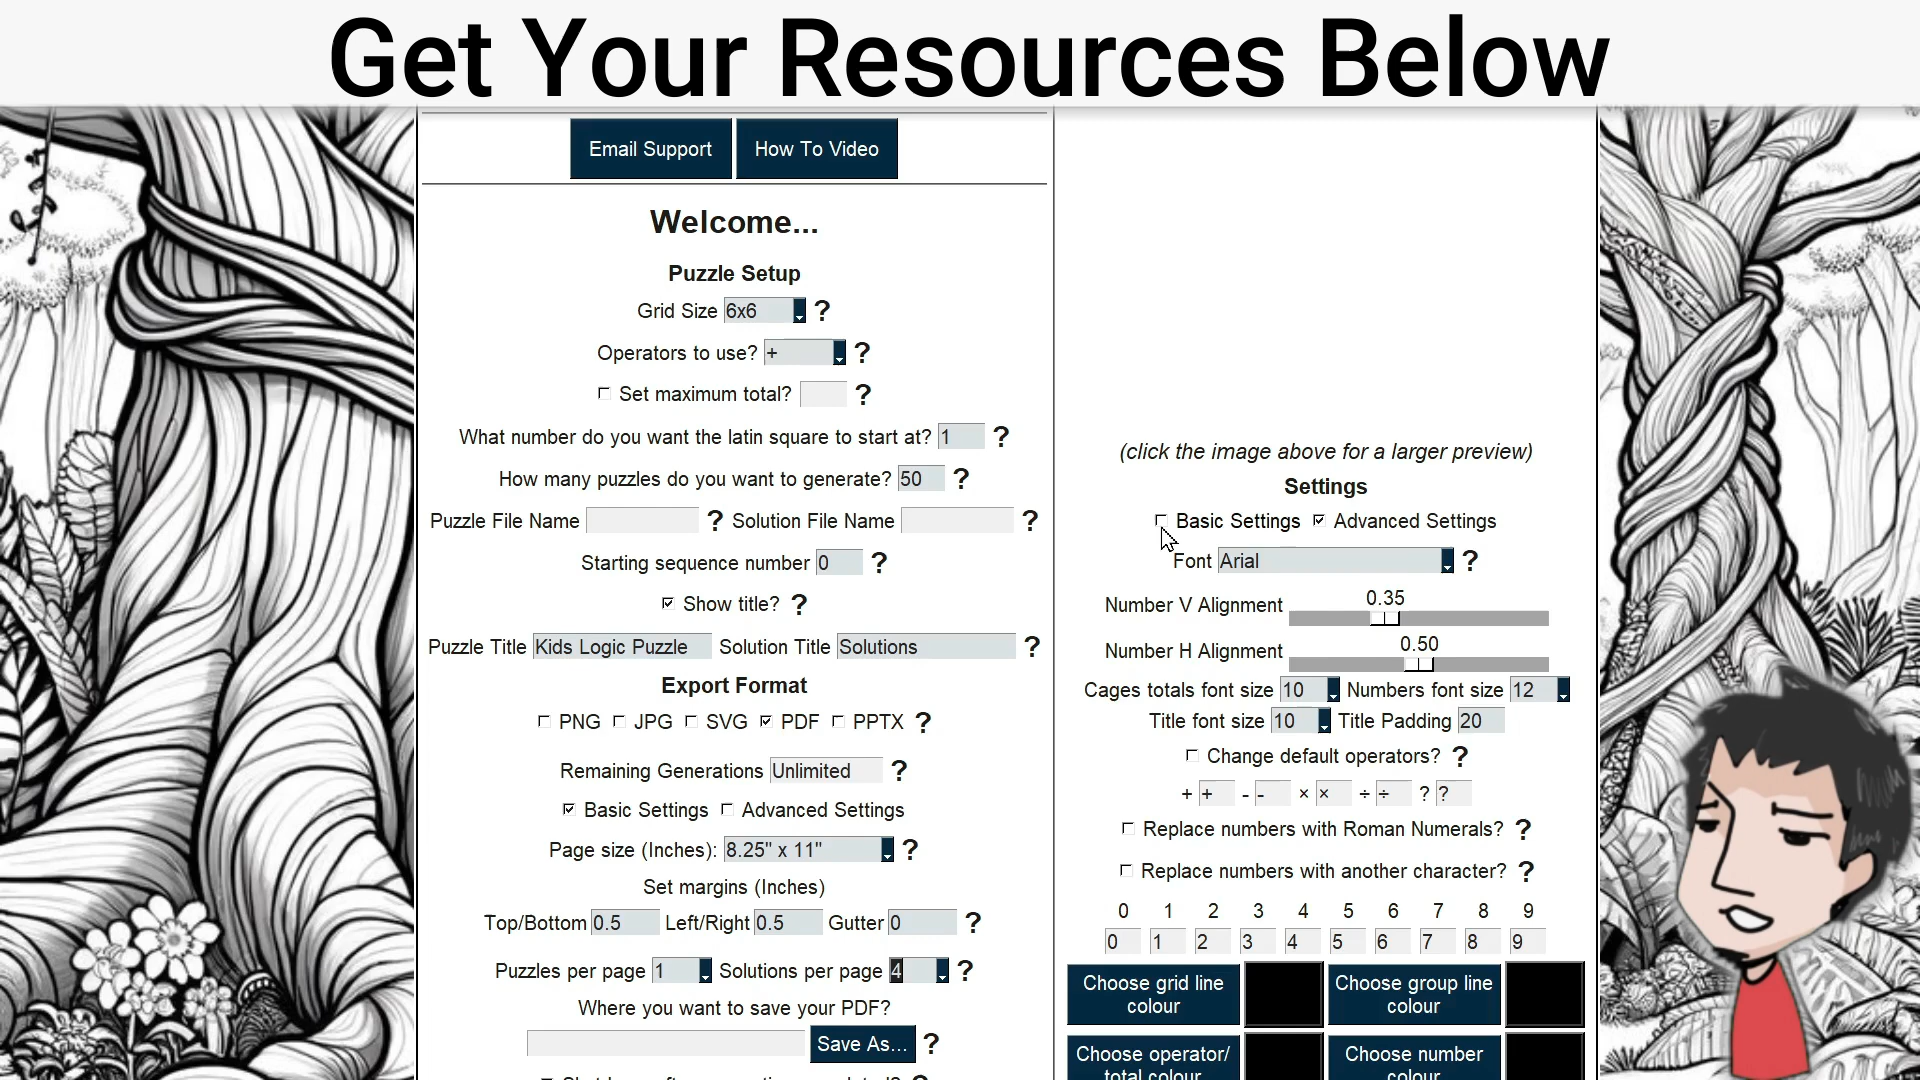 Get Your Resources Below
Email Support How To Video
Welcome...
Puzzle Setup
Grid Size 6x6 ?
Operators to use? + ?
Set maximum total? ?
What number do you want the latin square to start at? 1 ?
How many puzzles do you want to generate? 50 ?
Puzzle File Name ? Solution File Name ?
Starting sequence number 0 ?
Show title? ?
Puzzle Title Kids Logic Puzzle Solution Title Solutions ?
Export Format
PNG JPG SVG PDF PPTX ?
Remaining Generations Unlimited ?
Basic Settings Advanced Settings
Page size (Inches): 8.25" x 11" ?
Set margins (Inches)
Top/Bottom 0.5 Left/Right 0.5 Gutter 0 ?
Puzzles per page 1 Solutions per page 4 ?
Where you want to save your PDF?
Save As... ?
(click the image above for a larger preview)
Settings
Basic Settings Advanced Settings
Font Arial ?
0.35
Number V Alignment
0.50
Number H Alignment
Cages totals font size 10 Numbers font size 12
Title font size 10 Title Padding 20
Change default operators? ?
+ + - - × × ÷ ÷ ? ?
Replace numbers with Roman Numerals? ?
Replace numbers with another character? ?
0 1 2 3 4 5 6 7 8 9
0 1 2 3 4 5 6 7 8 9
Choose grid line
colour
Choose group line
colour
Choose operator/
total colour
Choose number
colour